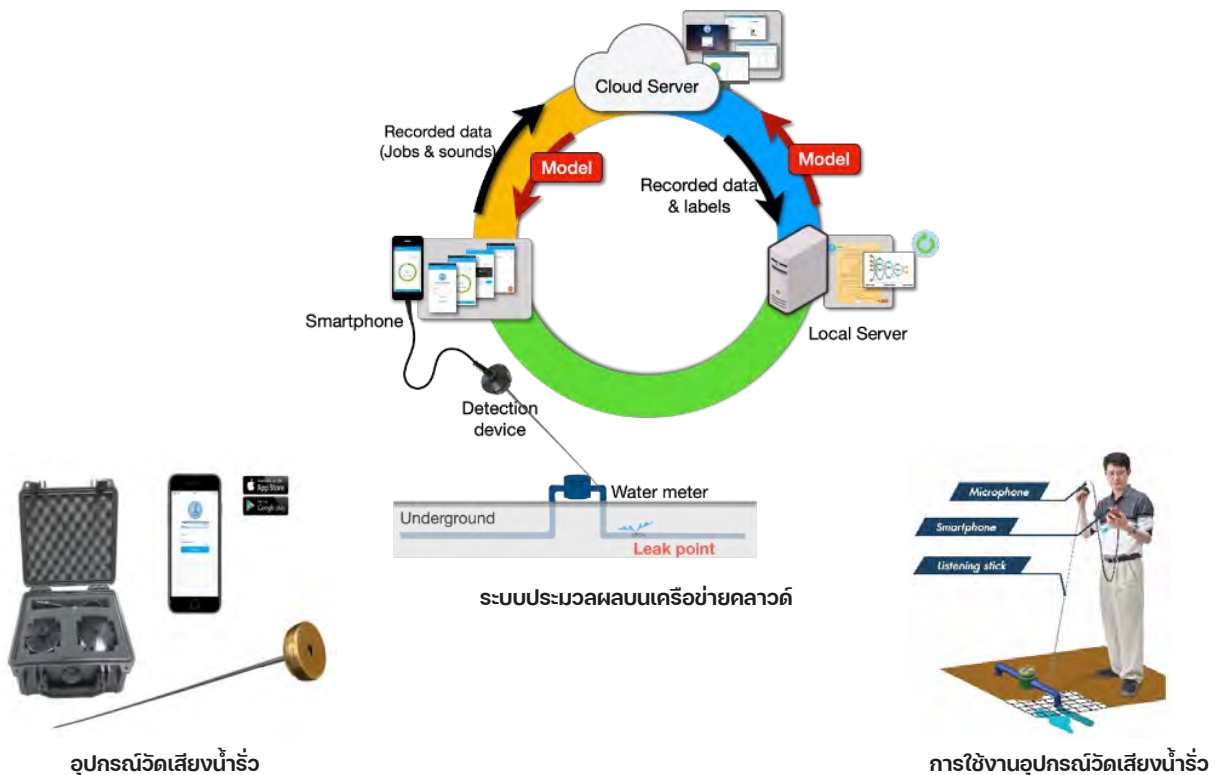 Cloud Server
Recorded data
(Jobs & sounds)
Model
Model
Recorded data
& labels
Smartphone
Local Server
Detection
device
Water meter
Underground
Leak point
ระบบประมวลผลบนเครือข่ายคลาวด์
App Store
Google play
อุปกรณ์วัดเสียงน้ำรั่ว
Microphone
Smartphone
Listening stick
การใช้งานอุปกรณ์วัดเสียงน้ำรั่ว